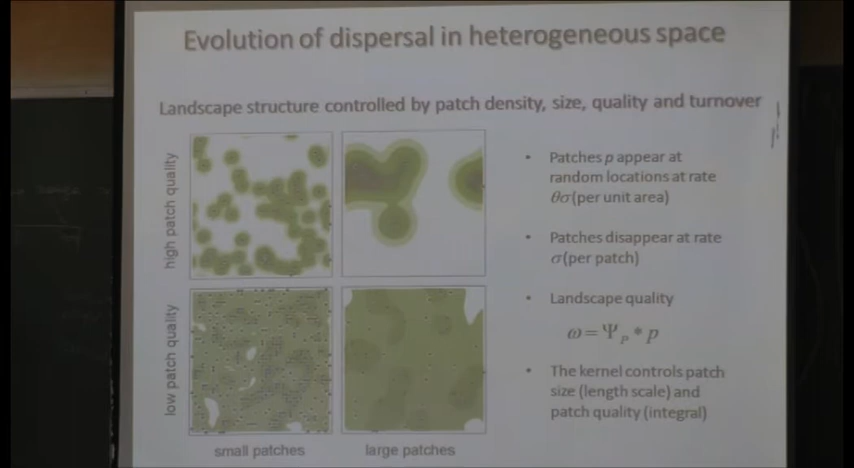 Evolution of dispersal in heterogeneous space
Landscape structure controlled by patch density, size, quality and turnover
high patch quality
low patch quality
small patches
large patches
• Patches p appear at
random locations at rate
θσ(per unit area)
• Patches disappear at rate
σ(per patch)
• Landscape quality
ω = Ψp * p
• The kernel controls patch
size (length scale) and
patch quality (integral)